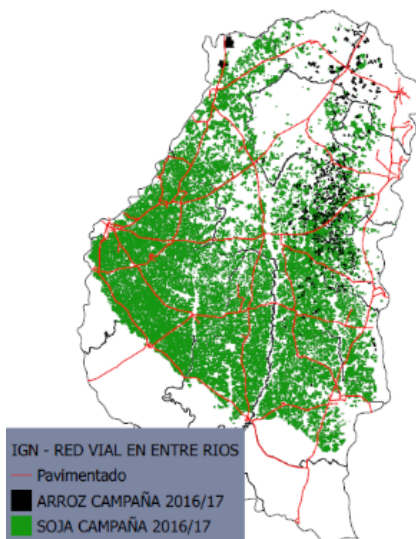 IGN - RED VIAL EN ENTRE RIOS
Pavimentado
ARROZ CAMPAÑA 2016/17
SOJA CAMPAÑA 2016/17